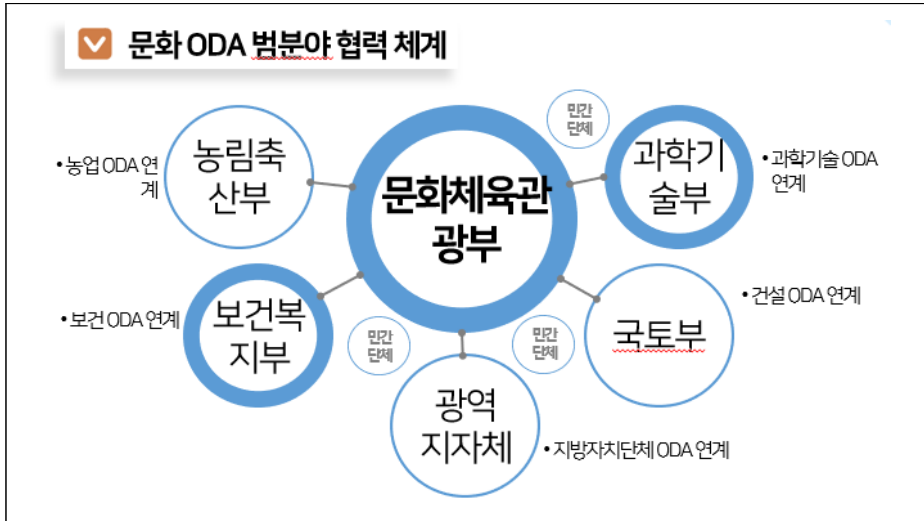 문화 ODA 범분야 협력 체계
민간
단체
농림축
산부
• 농업 ODA 연
계
문화체육관
광부
과학기
술부
• 과학기술 ODA
연계
보건복
지부
• 보건 ODA 연계
민간
단체
민간
단체
국토부
• 건설 ODA 연계
광역
지자체
• 지방자치단체 ODA 연계